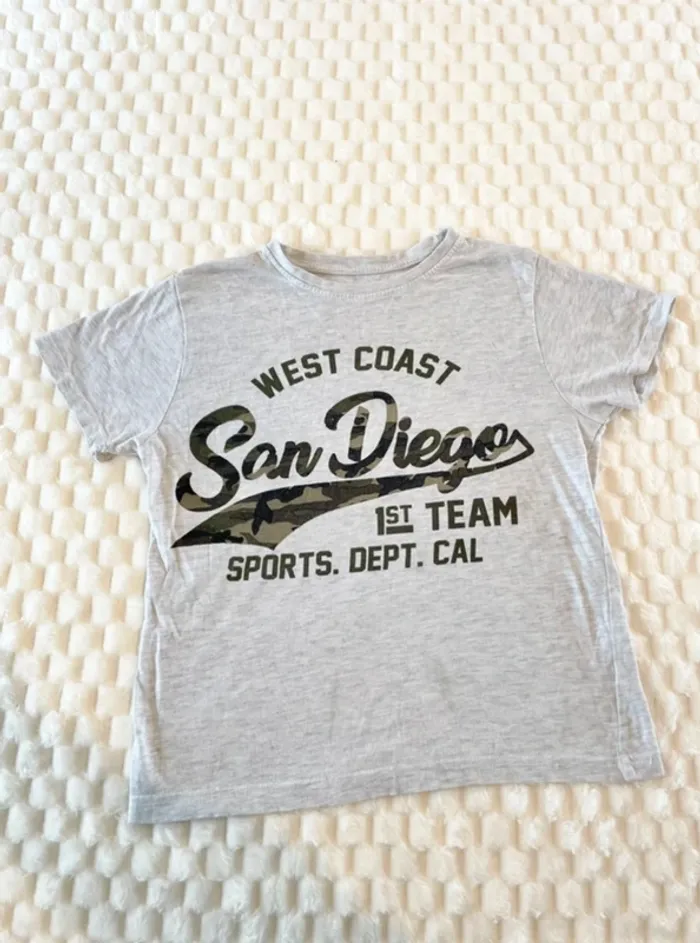 WEST COAST
San Diego
1ST TEAM
SPORTS. DEPT. CAL